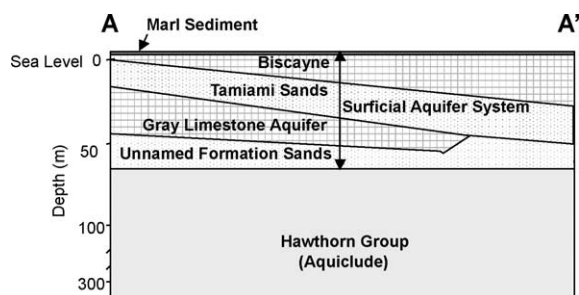 A
A'
Marl Sediment
Sea Level 0
Biscayne
Tamiami Sands
Surficial Aquifer System
Gray Limestone Aquifer
50
Unnamed Formation Sands
Depth (m)
100
Hawthorn Group
(Aquiclude)
300